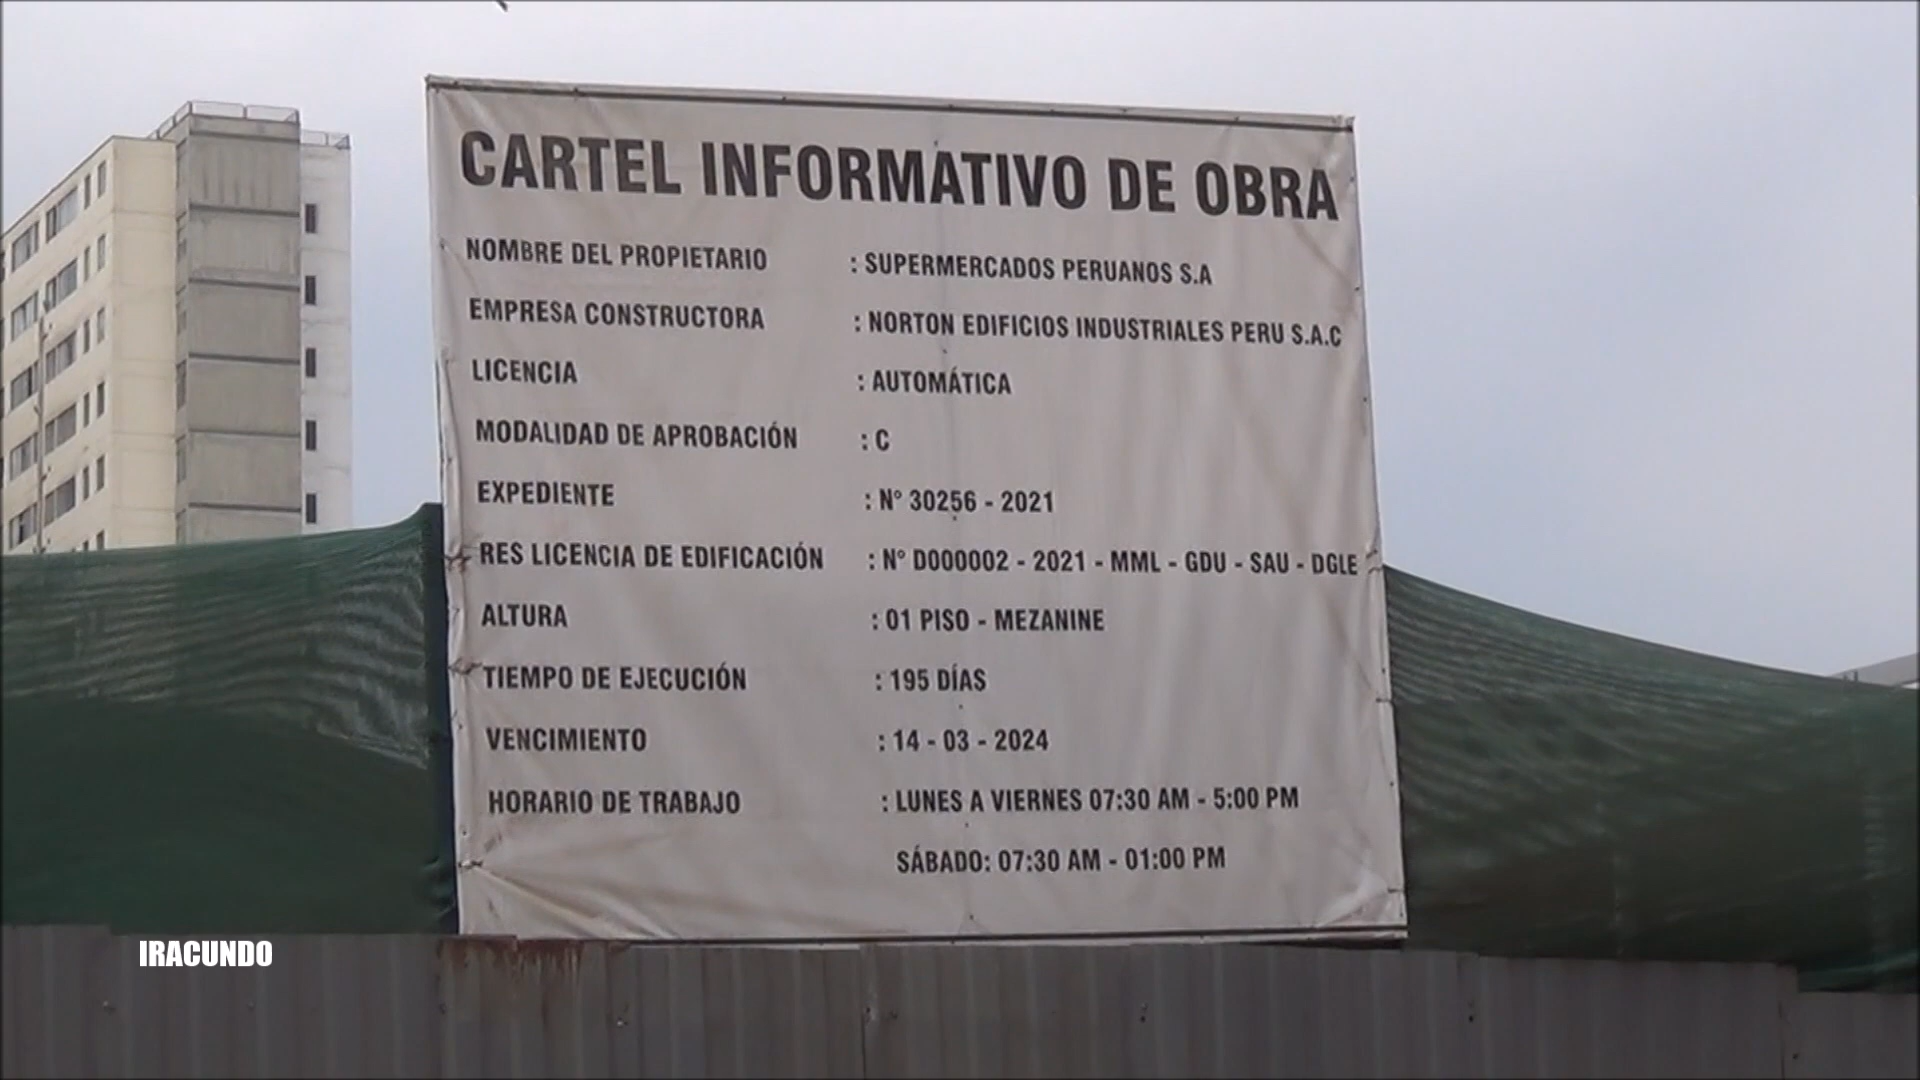 CARTEL INFORMATIVO DE OBRA
NOMBRE DEL PROPIETARIO : SUPERMERCADOS PERUANOS S.A
EMPRESA CONSTRUCTORA : NORTON EDIFICIOS INDUSTRIALES PERU S.A.C
LICENCIA : AUTOMÁTICA
MODALIDAD DE APROBACIÓN : C
EXPEDIENTE : N° 30256 - 2021
RES LICENCIA DE EDIFICACIÓN : N° D000002 - 2021 - MML - GDU - SAU - DGLE
ALTURA : 01 PISO - MEZANINE
TIEMPO DE EJECUCIÓN : 195 DÍAS
VENCIMIENTO : 14 - 03 - 2024
HORARIO DE TRABAJO : LUNES A VIERNES 07:30 AM - 5:00 PM
SÁBADO: 07:30 AM - 01:00 PM
IRACUNDO